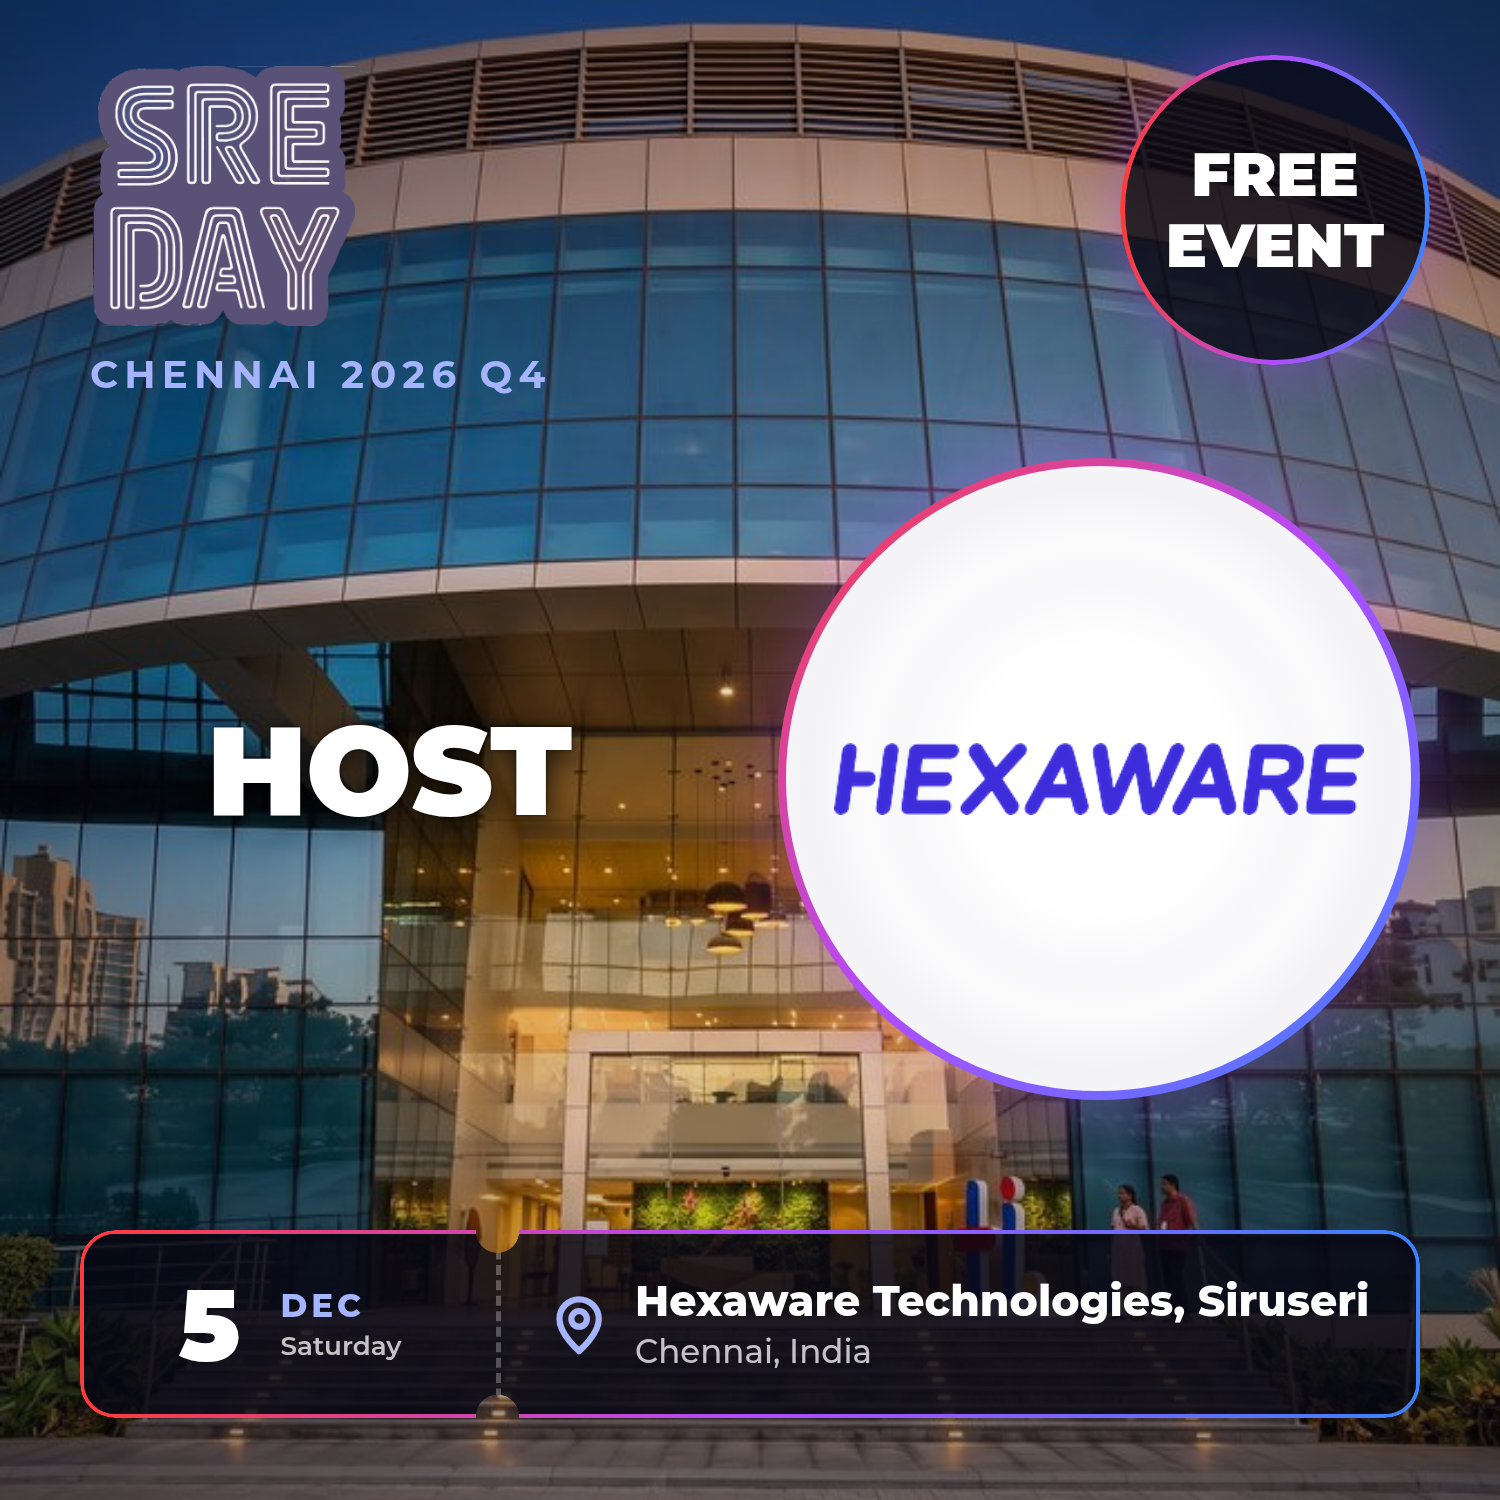 SRE
DAY
CHENNAI 2026 Q4
FREE
EVENT
HOST
HEXAWARE
5
DEC
Saturday
Hexaware Technologies, Siruseri
Chennai, India